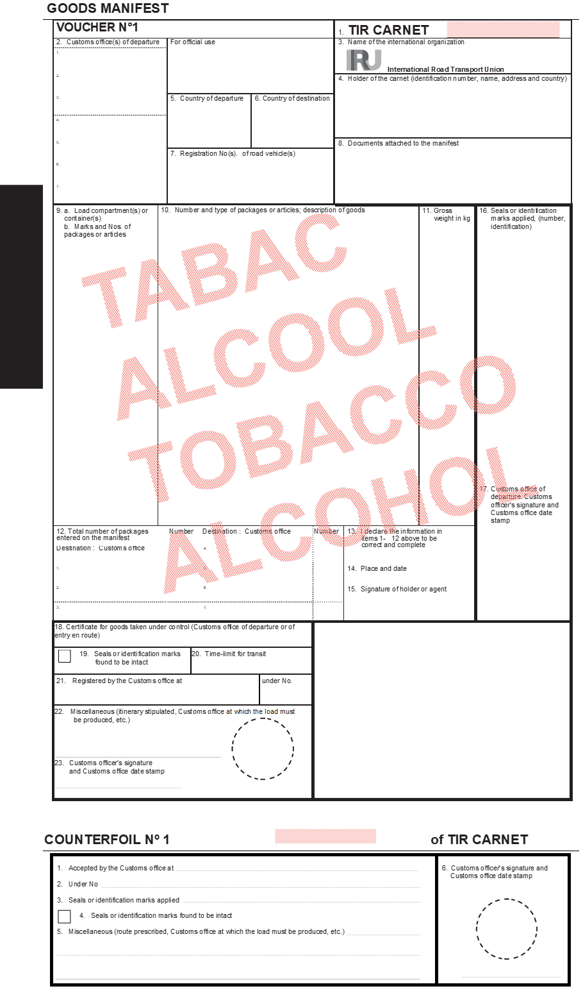 GOODS MANIFEST
VOUCHER N°1
1. TIR CARNET
2. Customs office(s) of departure
1.
2.
3.
4.
5.
6.
7.
For official use
3. Name of the international organization
IRU
International Road Transport Union
4. Holder of the carnet (identification number, name, address and country)
5. Country of departure
6. Country of destination
7. Registration No(s). of road vehicle(s)
8. Documents attached to the manifest
9. a. Load compartment(s) or
container(s)
b. Marks and Nos. of
packages or articles
10. Number and type of packages or articles; description of goods
11. Gross
weight in kg
16. Seals or identification
marks applied, (number,
identification)
TABAC
ALCOOL
TOBACCO
ALCOHOL
17. Customs office of
departure. Customs
officer's signature and
Customs office date
stamp
12. Total number of packages
entered on the manifest
Destination : Customs office
Number
Destination : Customs office
Number
1.
2.
3.
4.
5.
6.
7.
13. I declare the information in
items 1- 12 above to be
correct and complete
14. Place and date
15. Signature of holder or agent
18. Certificate for goods taken under control (Customs office of departure or of
entry en route)
19. Seals or identification marks
found to be intact
20. Time-limit for transit
21. Registered by the Customs office at
under No.
22. Miscellaneous (itinerary stipulated, Customs office at which the load must
be produced, etc.)
23. Customs officer's signature
and Customs office date stamp
COUNTERFOIL Nº 1
of TIR CARNET
1. Accepted by the Customs office at
2. Under No
3. Seals or identification marks applied
4. Seals or identification marks found to be intact
5. Miscellaneous (route prescribed, Customs office at which the load must be produced, etc.)
6. Customs officer's signature and
Customs office date stamp